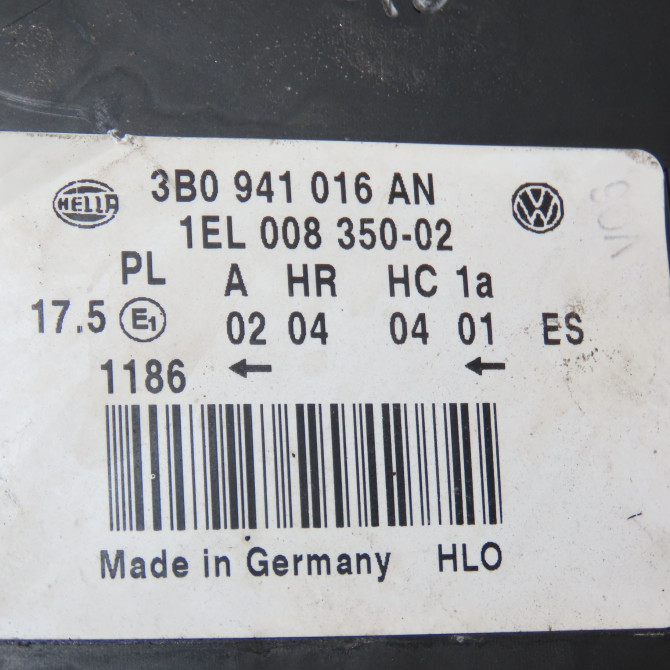 HELLA 3B0 941 016 AN VW
1EL 008 350-02
PL A HR HC 1a
17.5 E1 02 04 04 01 ES
1186 ← ←
Made in Germany HLO